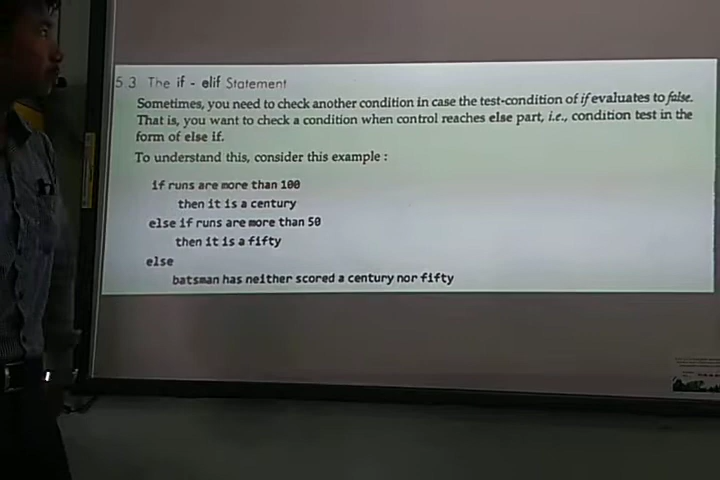 5.3 The if - elif Statement
Sometimes, you need to check another condition in case the test-condition of if evaluates to false.
That is, you want to check a condition when control reaches else part, i.e., condition test in the
form of else if.
To understand this, consider this example :
if runs are more than 100
then it is a century
else if runs are more than 50
then it is a fifty
else
batsman has neither scored a century nor fifty